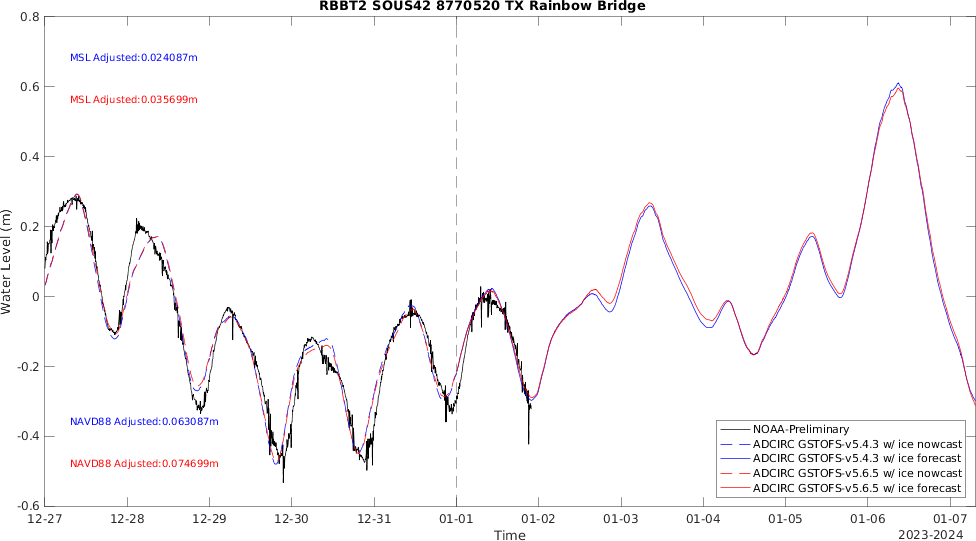 RBBT2 SOUS42 8770520 TX Rainbow Bridge
0.8
0.6
0.4
0.2
0
-0.2
-0.4
-0.6
Water Level (m)
MSL Adjusted:0.024087m
MSL Adjusted:0.035699m
NAVD88 Adjusted:0.063087m
NAVD88 Adjusted:0.074699m
NOAA-Preliminary
ADCIRC GSTOFS-v5.4.3 w/ ice nowcast
ADCIRC GSTOFS-v5.4.3 w/ ice forecast
ADCIRC GSTOFS-v5.6.5 w/ ice nowcast
ADCIRC GSTOFS-v5.6.5 w/ ice forecast
12-27 12-28 12-29 12-30 12-31 01-01 01-02 01-03 01-04 01-05 01-06 01-07
Time
2023-2024